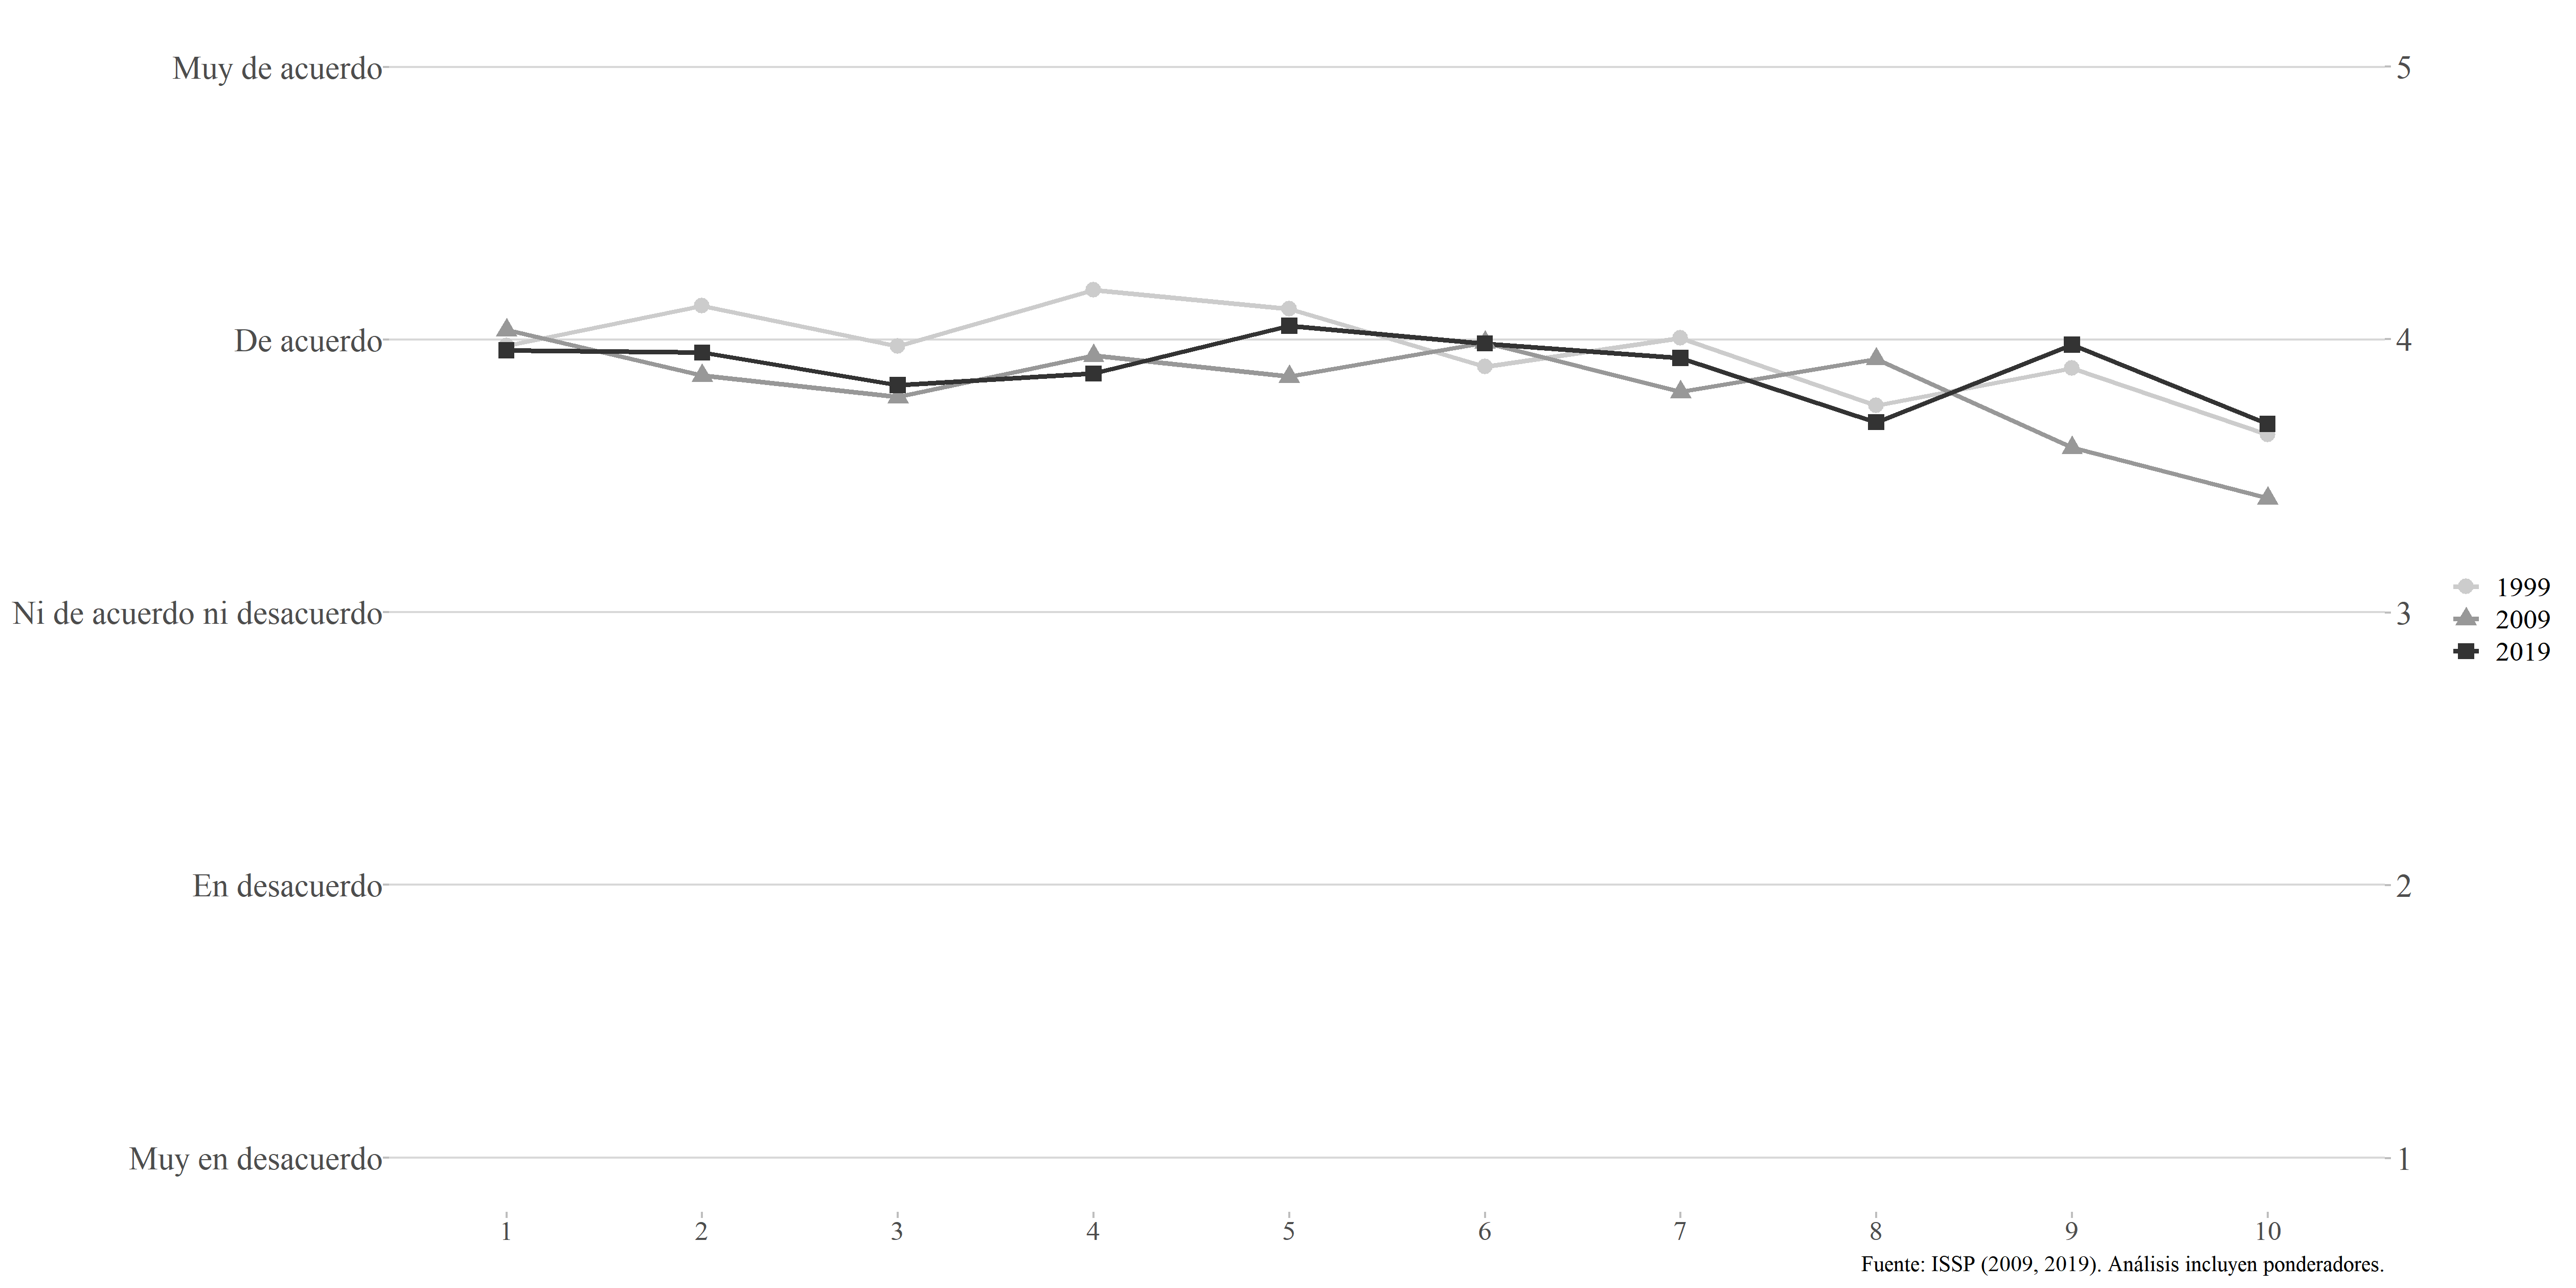 Muy de acuerdo
De acuerdo
Ni de acuerdo ni desacuerdo
En desacuerdo
Muy en desacuerdo
5
4
3
2
1
1999
2009
2019
1 2 3 4 5 6 7 8 9 10
Fuente: ISSP (2009, 2019). Análisis incluyen ponderadores.